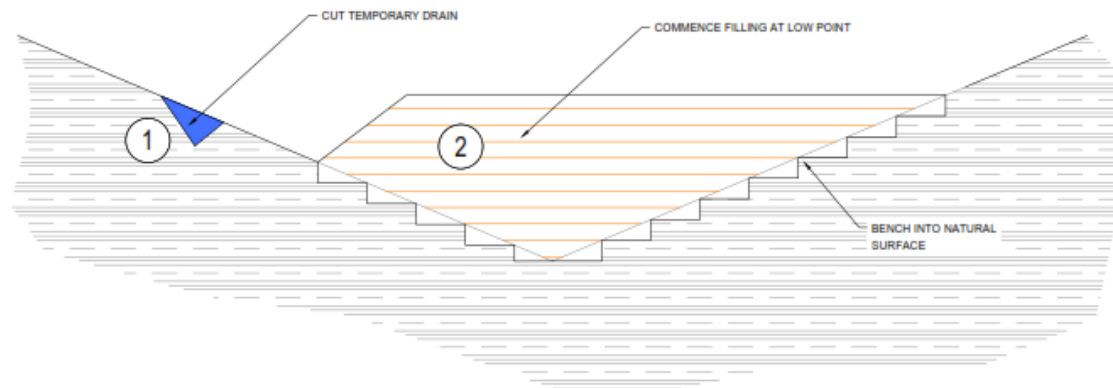 CUT TEMPORARY DRAIN
COMMENCE FILLING AT LOW POINT
1
2
BENCH INTO NATURAL
SURFACE